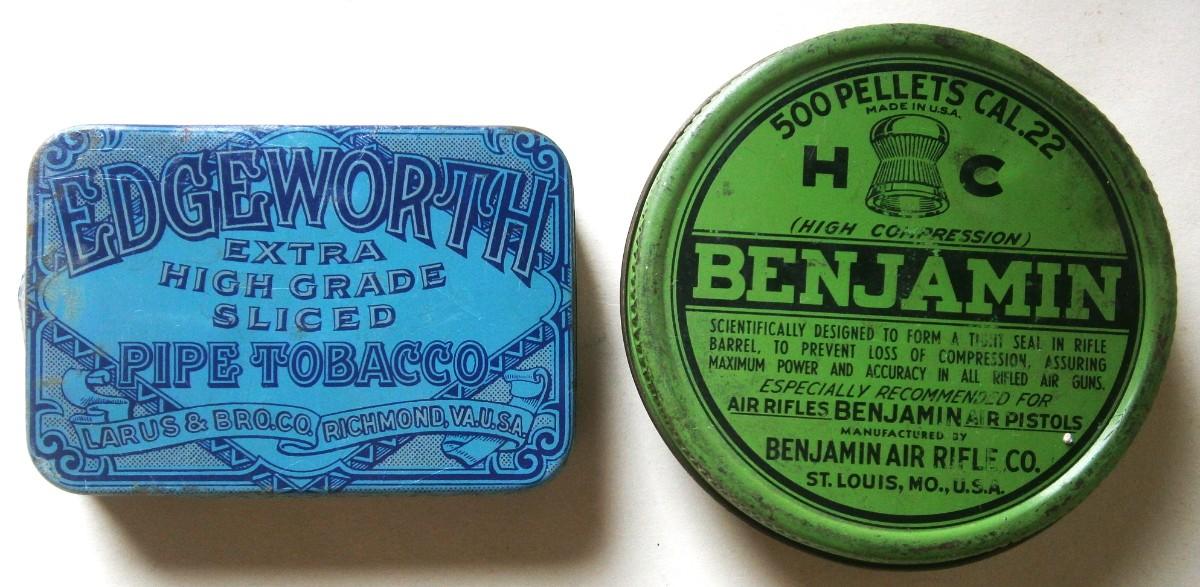 EDGEWORTH
EXTRA
HIGH GRADE
SLICED
PIPE TOBACCO
LARUS & BRO. CO. RICHMOND, VA. U.S.A.
500 PELLETS CAL. 22
MADE IN U.S.A.
H C
(HIGH COMPRESSION)
BENJAMIN
SCIENTIFICALLY DESIGNED TO FORM A TIGHT SEAL IN RIFLE
BARREL, TO PREVENT LOSS OF COMPRESSION, ASSURING
MAXIMUM POWER AND ACCURACY IN ALL RIFLED AIR GUNS.
ESPECIALLY RECOMMENDED FOR
AIR RIFLES BENJAMIN AIR PISTOLS
MANUFACTURED BY
BENJAMIN AIR RIFLE CO.
ST. LOUIS, MO., U.S.A.